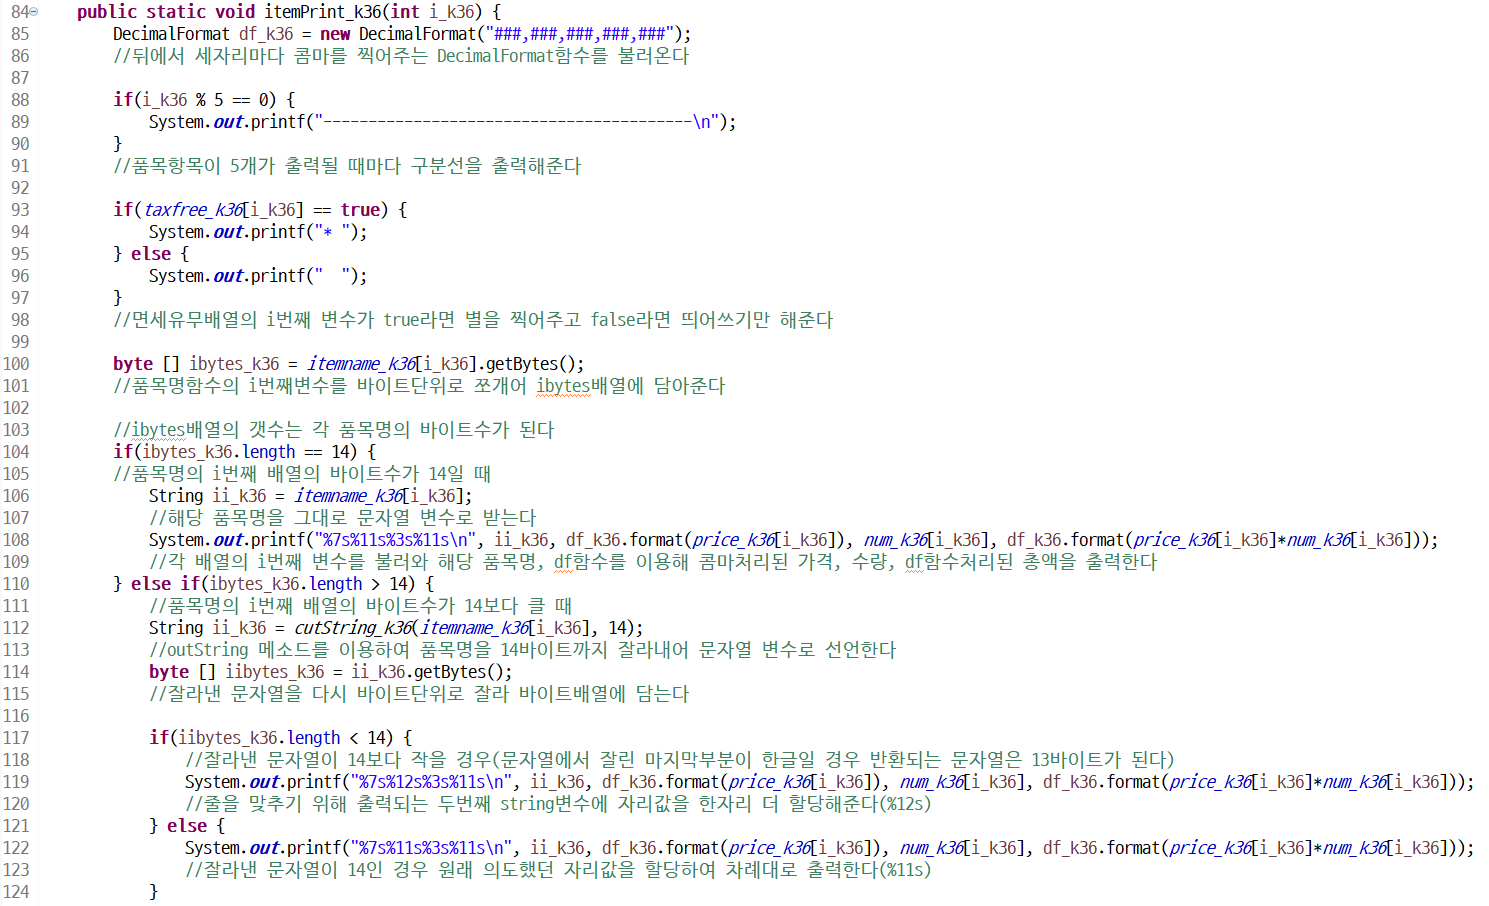 84 public static void itemPrint_k36(int i_k36) {
85 DecimalFormat df_k36 = new DecimalFormat("###,###,###,###,###");
86 //뒤에서 세자리마다 콤마를 찍어주는 DecimalFormat함수를 불러온다
87
88 if(i_k36 % 5 == 0) {
89 System.out.printf("-----------------------------------------\n");
90 }
91 //품목항목이 5개가 출력될 때마다 구분선을 출력해준다
92
93 if(taxfree_k36[i_k36] == true) {
94 System.out.printf("* ");
95 } else {
96 System.out.printf("  ");
97 }
98 //면세유무배열의 i번째 변수가 true라면 별을 찍어주고 false라면 띄어쓰기만 해준다
99
100 byte [] ibytes_k36 = itemname_k36[i_k36].getBytes();
101 //품목명함수의 i번째변수를 바이트단위로 쪼개어 ibytes배열에 담아준다
102
103 //ibytes배열의 갯수는 각 품목명의 바이트수가 된다
104 if(ibytes_k36.length == 14) {
105 //품목명의 i번째 배열의 바이트수가 14일 때
106 String ii_k36 = itemname_k36[i_k36];
107 //해당 품목명을 그대로 문자열 변수로 받는다
108 System.out.printf("%7s%11s%3s%11s\n", ii_k36, df_k36.format(price_k36[i_k36]), num_k36[i_k36], df_k36.format(price_k36[i_k36]*num_k36[i_k36]));
109 //각 배열의 i번째 변수를 불러와 해당 품목명, df함수를 이용해 콤마처리된 가격, 수량, df함수처리된 총액을 출력한다
110 } else if(ibytes_k36.length > 14) {
111 //품목명의 i번째 배열의 바이트수가 14보다 클 때
112 String ii_k36 = cutString_k36(itemname_k36[i_k36], 14);
113 //outString 메소드를 이용하여 품목명을 14바이트까지 잘라내어 문자열 변수로 선언한다
114 byte [] iibytes_k36 = ii_k36.getBytes();
115 //잘라낸 문자열을 다시 바이트단위로 잘라 바이트배열에 담는다
116
117 if(iibytes_k36.length < 14) {
118 //잘라낸 문자열이 14보다 작을 경우(문자열에서 잘린 마지막부분이 한글일 경우 반환되는 문자열은 13바이트가 된다)
119 System.out.printf("%7s%12s%3s%11s\n", ii_k36, df_k36.format(price_k36[i_k36]), num_k36[i_k36], df_k36.format(price_k36[i_k36]*num_k36[i_k36]));
120 //줄을 맞추기 위해 출력되는 두번째 string변수에 자리값을 한자리 더 할당해준다(%12s)
121 } else {
122 System.out.printf("%7s%11s%3s%11s\n", ii_k36, df_k36.format(price_k36[i_k36]), num_k36[i_k36], df_k36.format(price_k36[i_k36]*num_k36[i_k36]));
123 //잘라낸 문자열이 14인 경우 원래 의도했던 자리값을 할당하여 차례대로 출력한다(%11s)
124 }